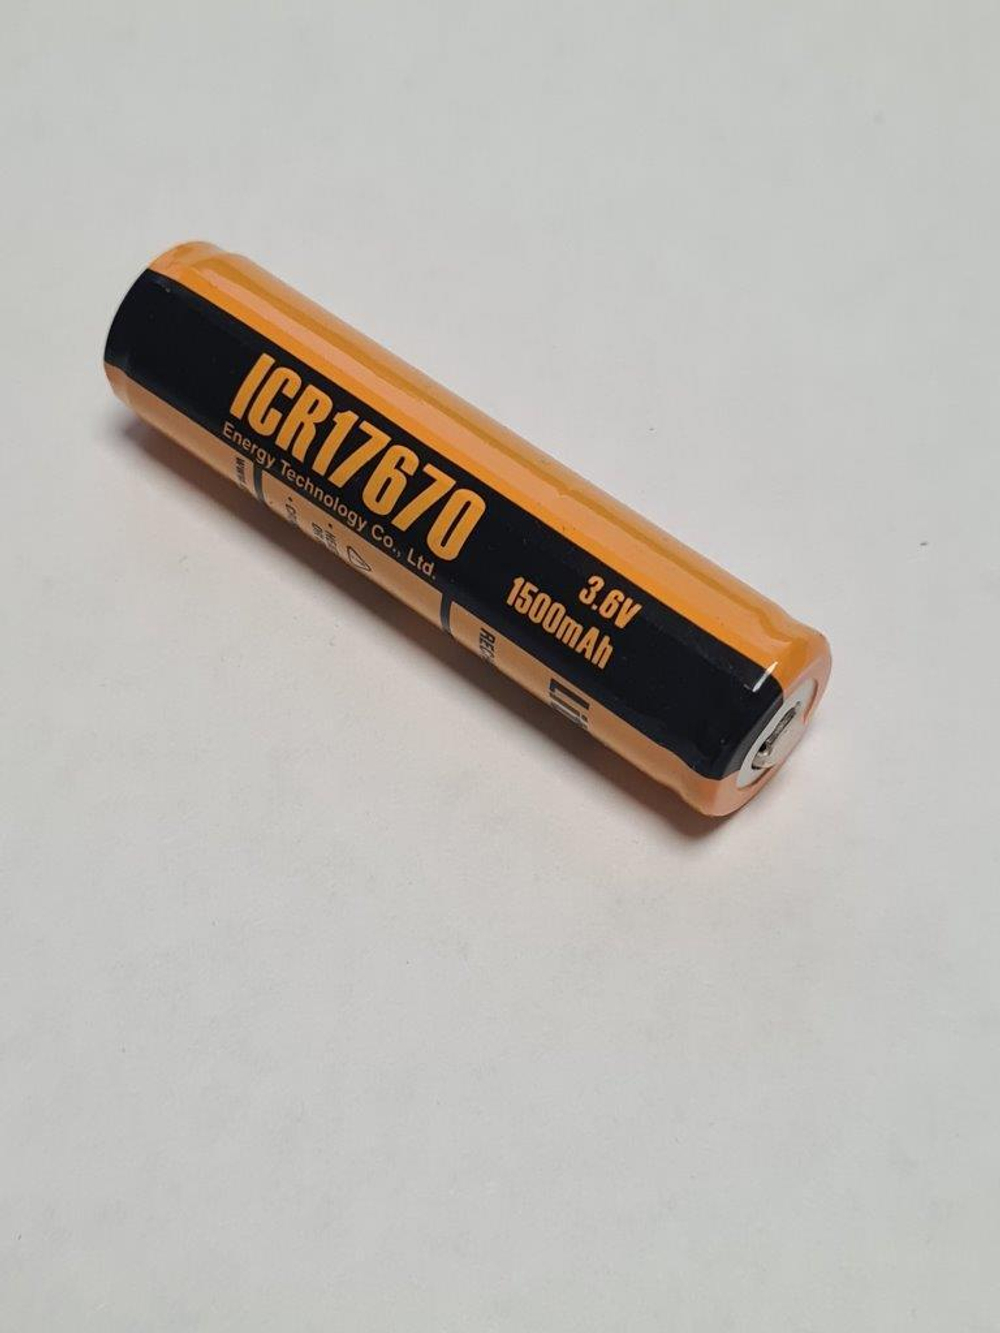 ICR17670
Energy Technology Co., Ltd.
3.6V
1500mAh